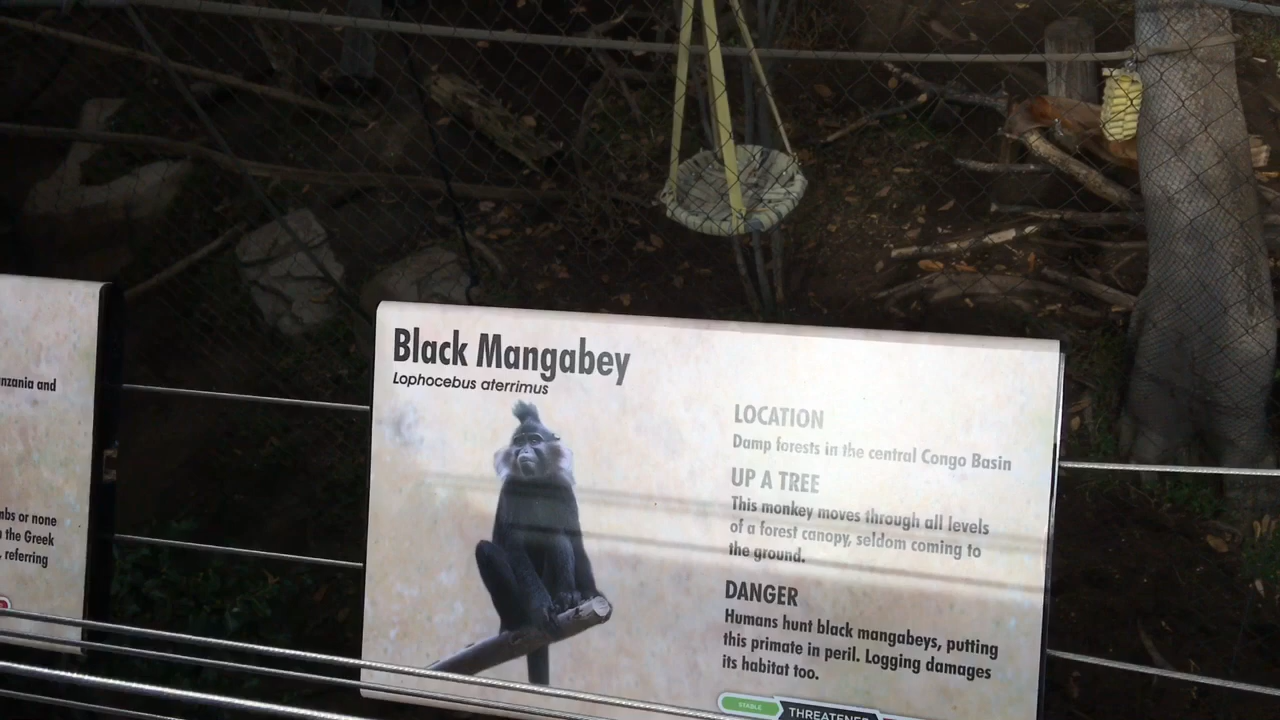 nzania and
mbs or none
the Greek
, referring
Black Mangabey
Lophocebus aterrimus
LOCATION
Damp forests in the central Congo Basin
UP A TREE
This monkey moves through all levels
of a forest canopy, seldom coming to
the ground.
DANGER
Humans hunt black mangabeys, putting
this primate in peril. Logging damages
its habitat too.
STABLE
THREATENED